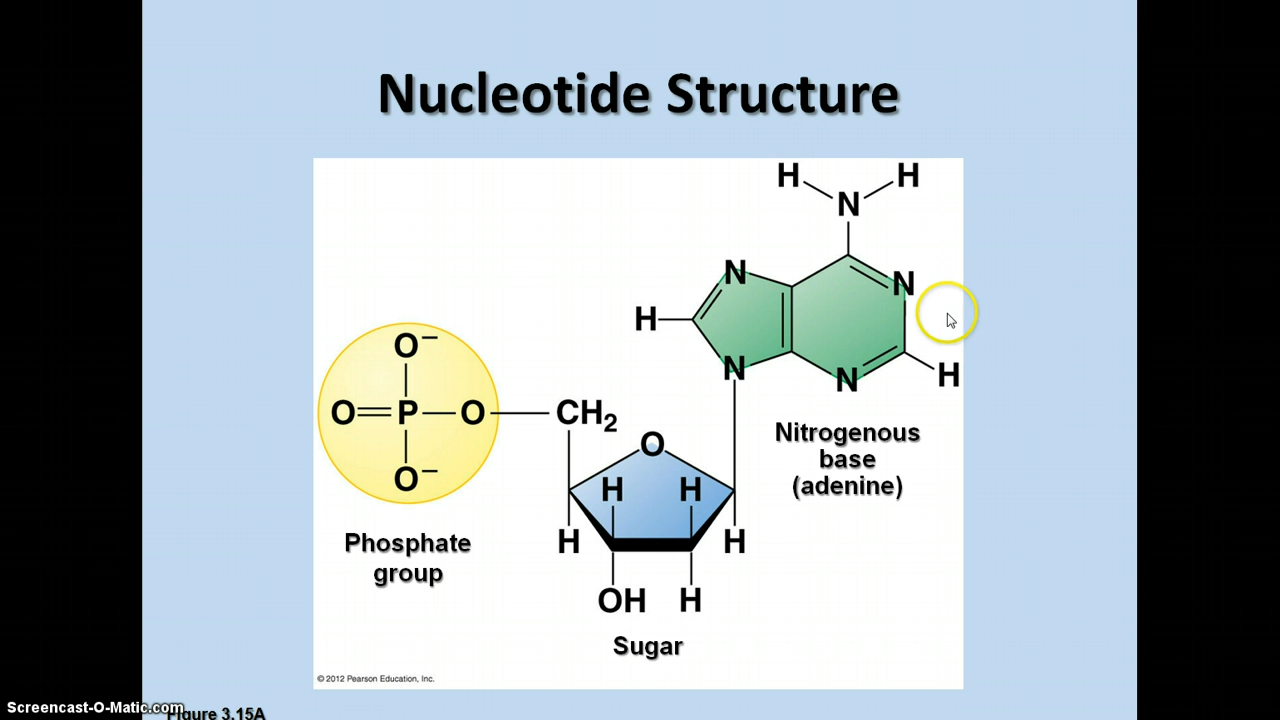 Nucleotide Structure
H H
N
N N
H
N N H
O–
O=P–O–CH₂
O–
O
H H
H H
OH H
Nitrogenous
base
(adenine)
Phosphate
group
Sugar
© 2012 Pearson Education, Inc.
Screencast-O-Matic.com
Figure 3.15A